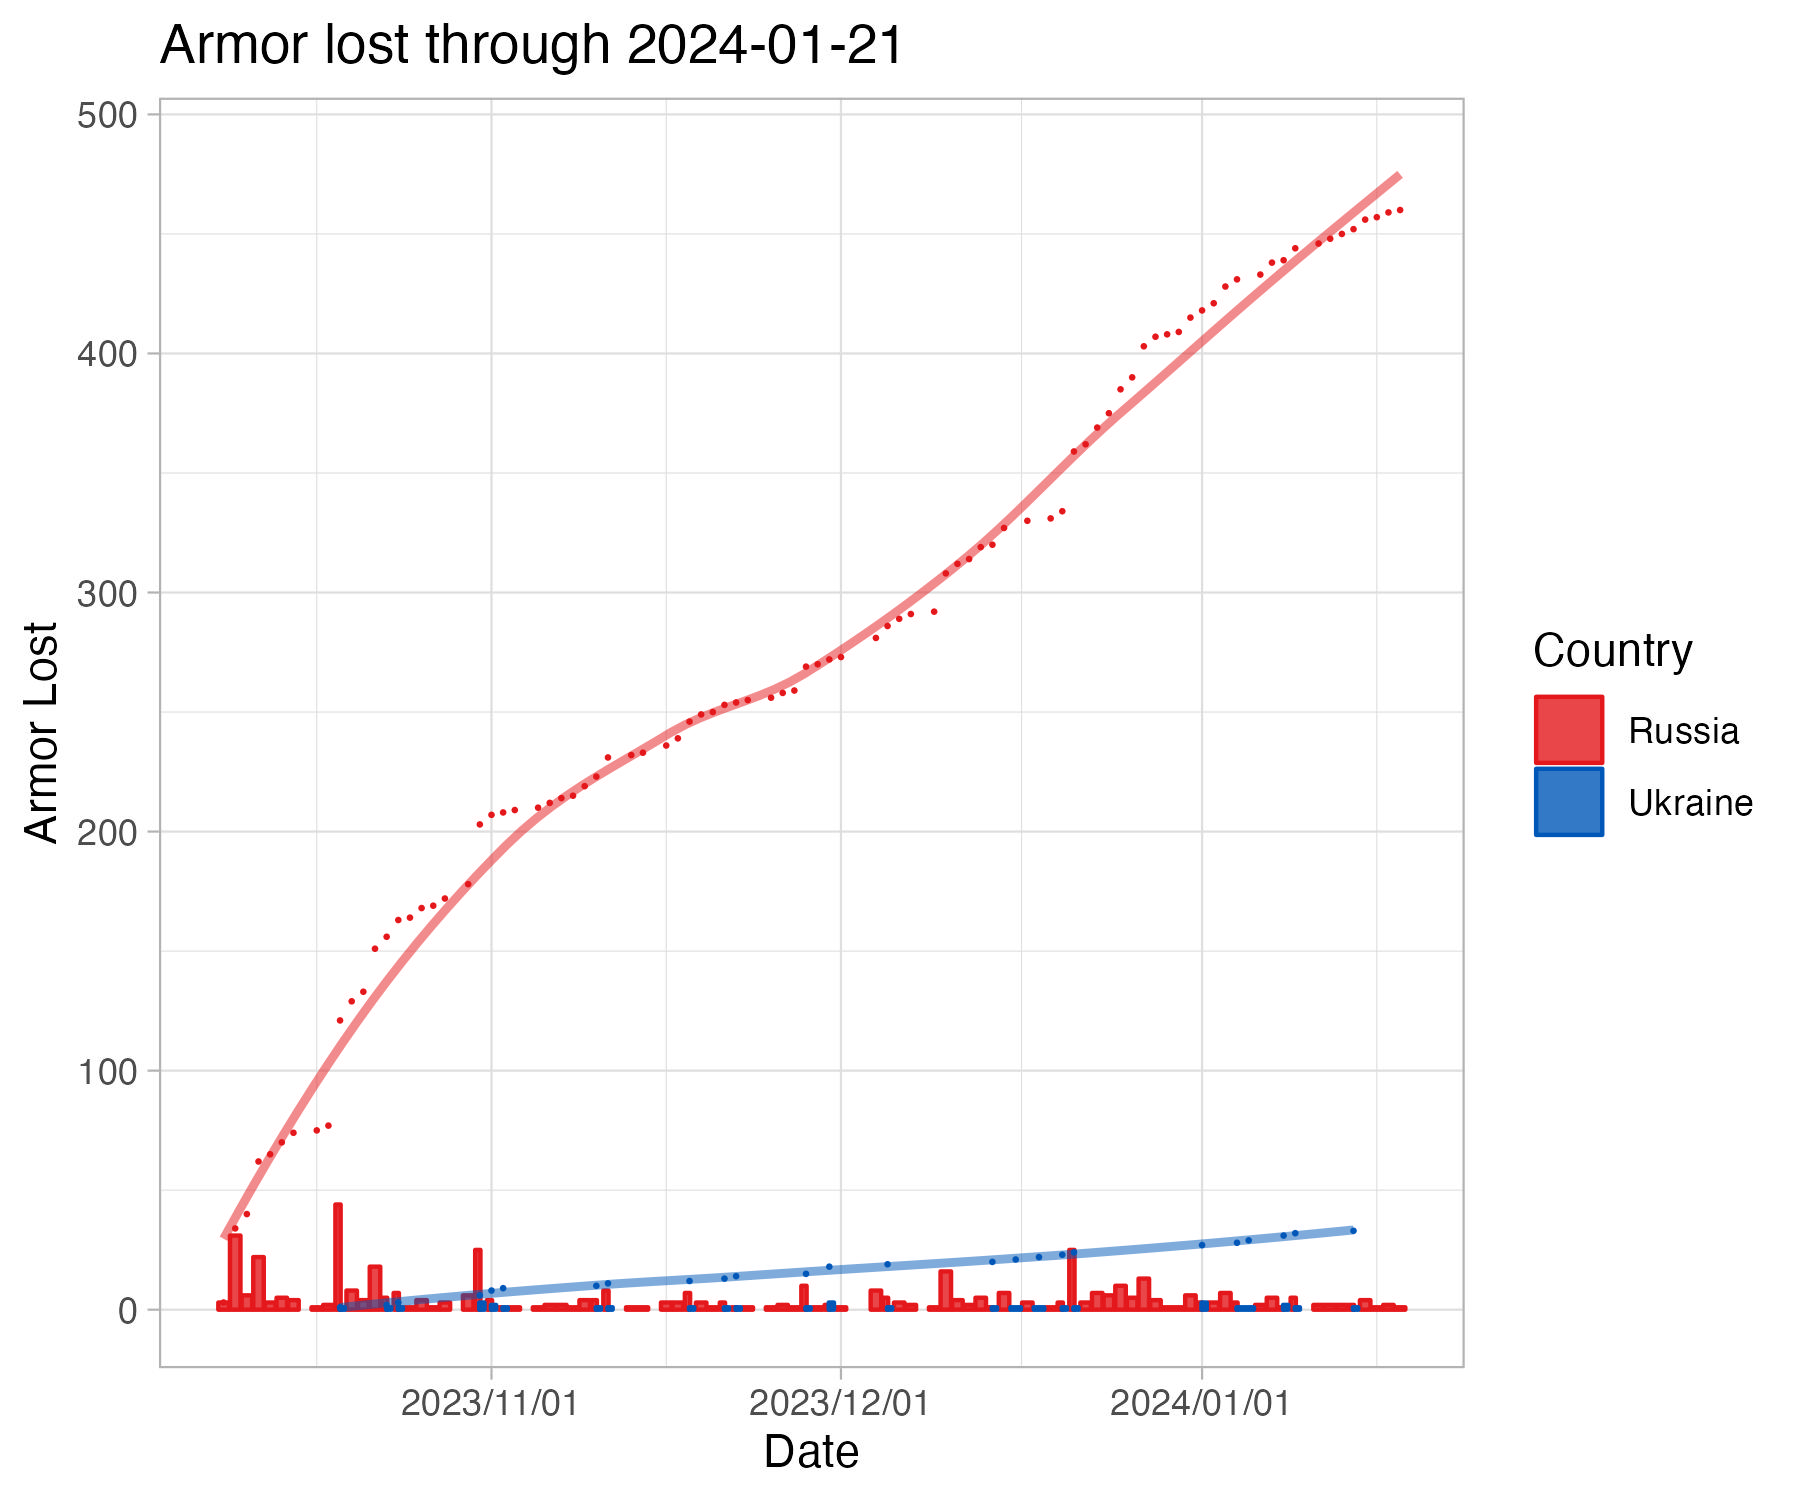 Armor lost through 2024-01-21
500
400
300
200
100
0
Armor Lost
2023/11/01
2023/12/01
2024/01/01
Date
Country
Russia
Ukraine